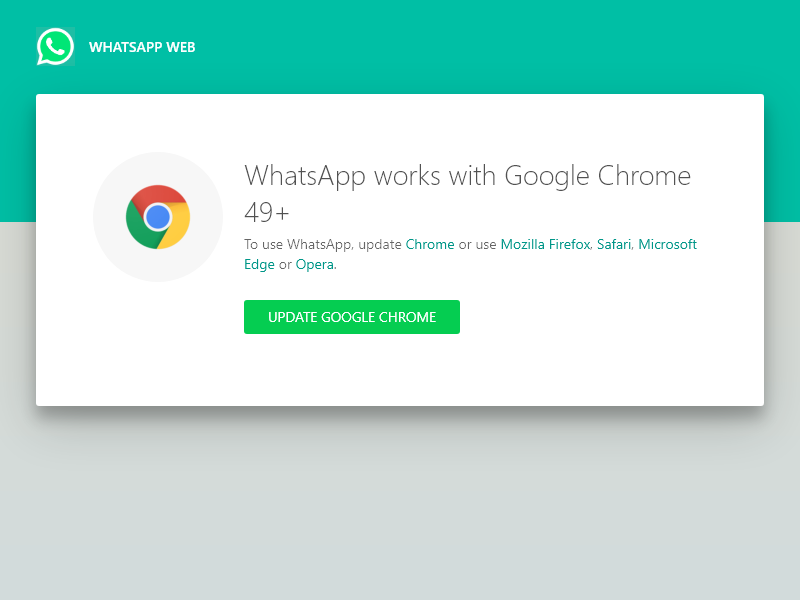 WHATSAPP WEB
WhatsApp works with Google Chrome
49+
To use WhatsApp, update Chrome or use Mozilla Firefox, Safari, Microsoft
Edge or Opera.
UPDATE GOOGLE CHROME